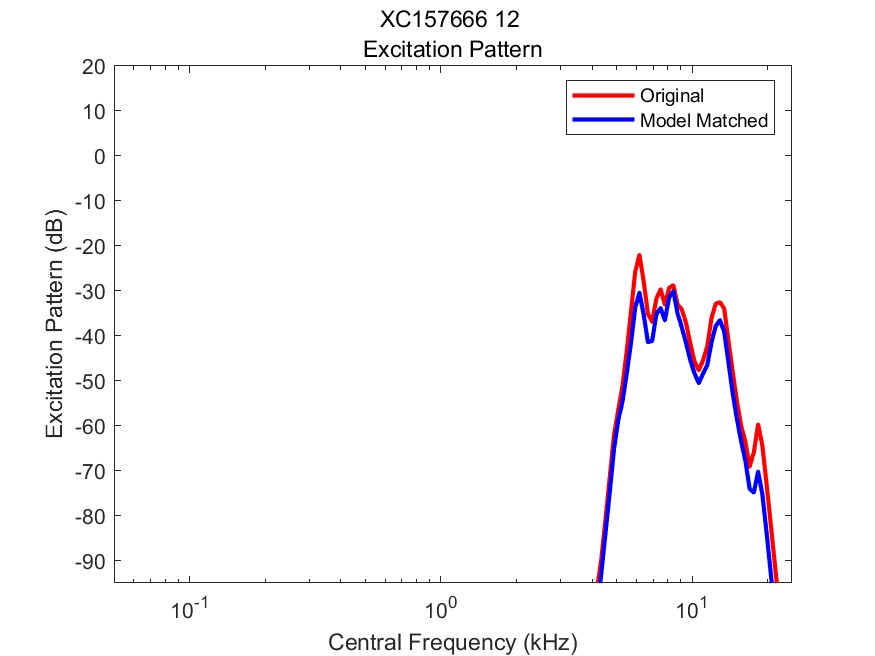 XC157666 12
Excitation Pattern
20
10
0
-10
-20
-30
-40
-50
-60
-70
-80
-90
Excitation Pattern (dB)
Original
Model Matched
10-1
100
101
Central Frequency (kHz)